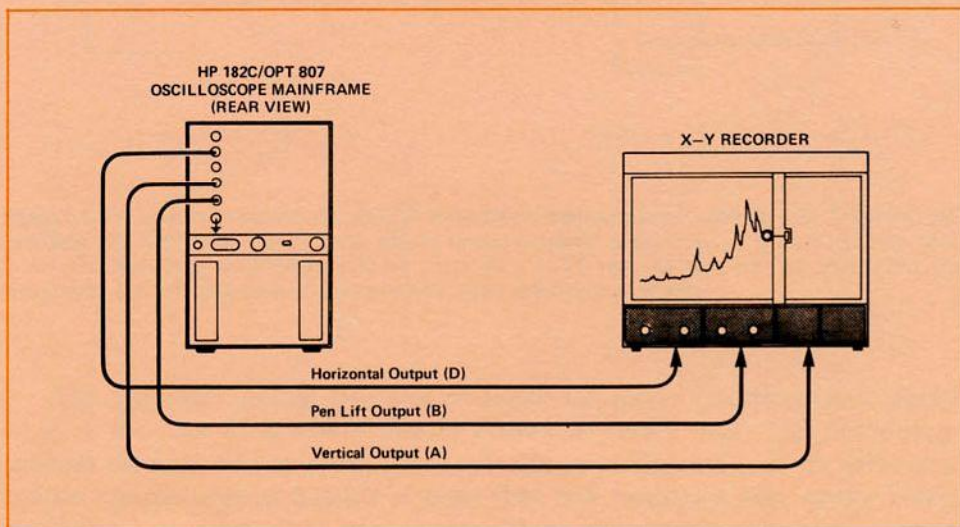 HP 182C/OPT 807
OSCILLOSCOPE MAINFRAME
(REAR VIEW)
X–Y RECORDER
Horizontal Output (D)
Pen Lift Output (B)
Vertical Output (A)